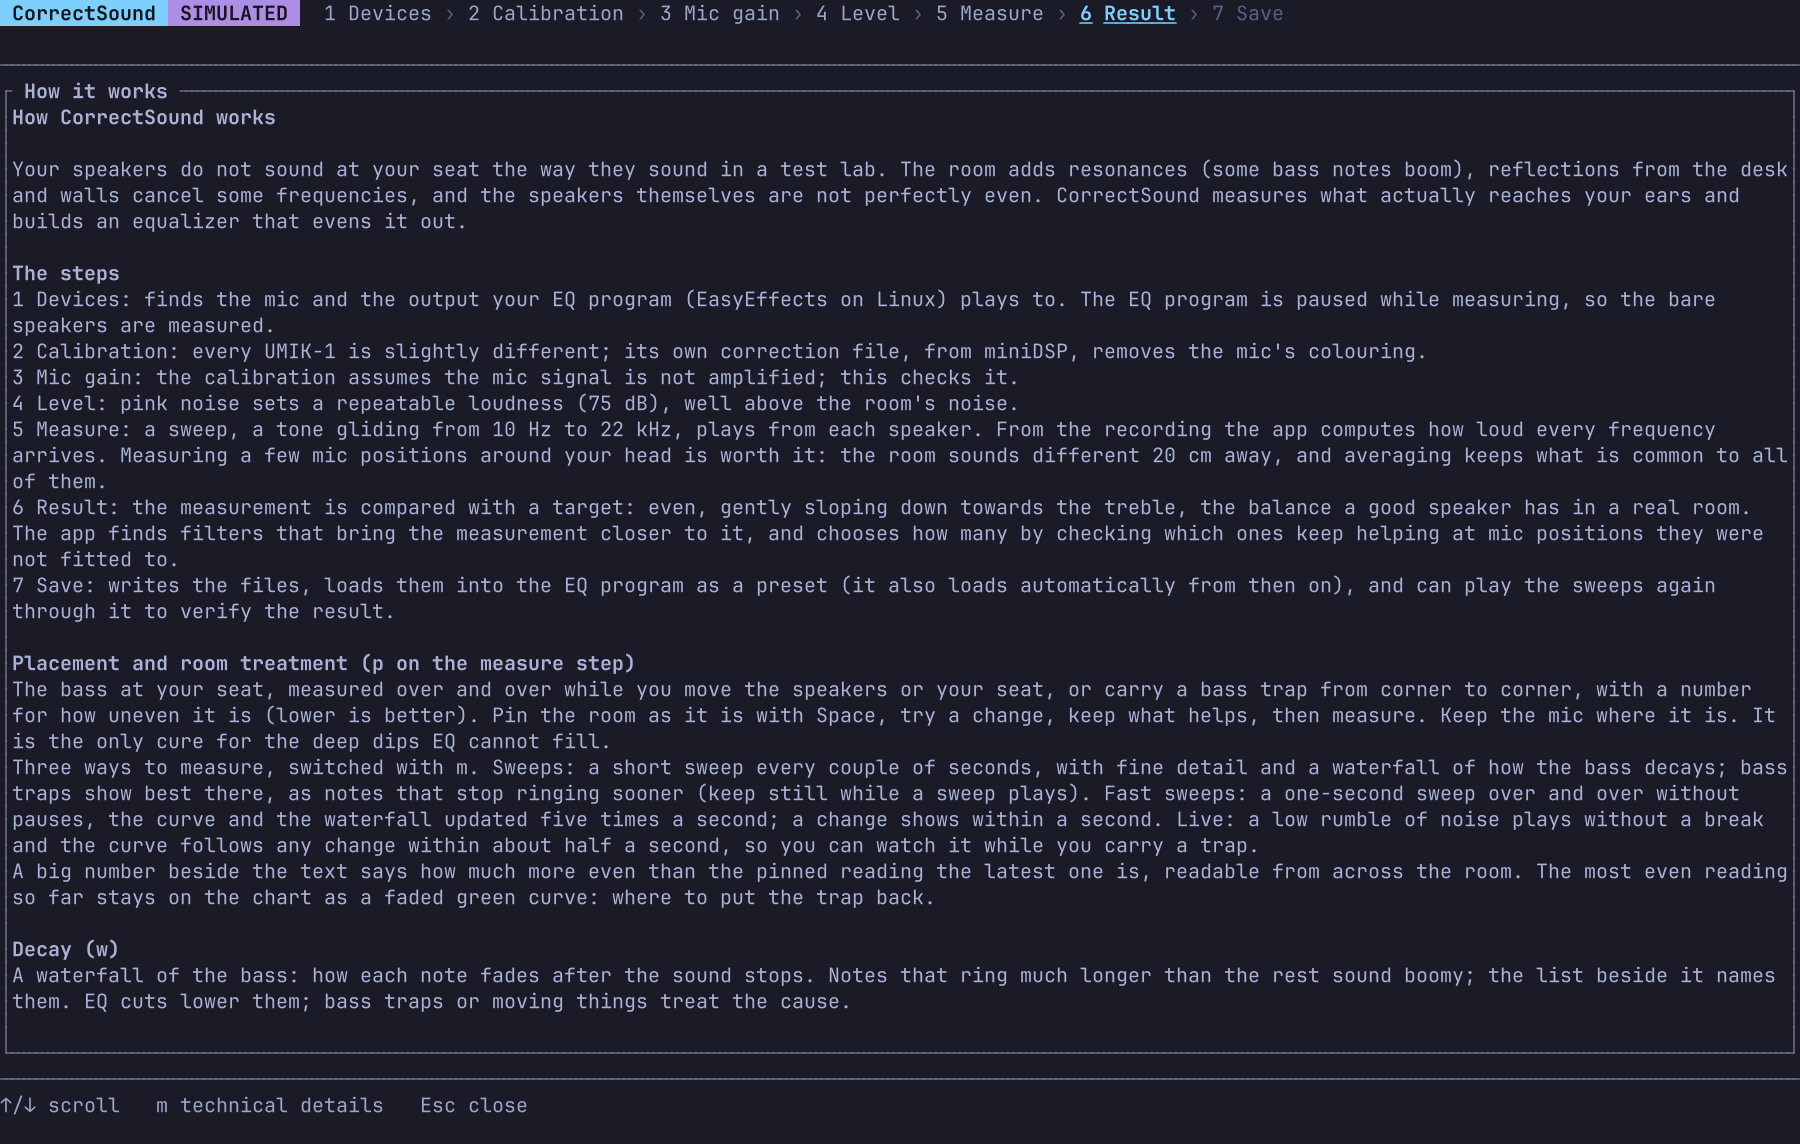 CorrectSound SIMULATED 1 Devices › 2 Calibration › 3 Mic gain › 4 Level › 5 Measure › 6 Result › 7 Save
How it works
How CorrectSound works
Your speakers do not sound at your seat the way they sound in a test lab. The room adds resonances (some bass notes boom), reflections from the desk
and walls cancel some frequencies, and the speakers themselves are not perfectly even. CorrectSound measures what actually reaches your ears and
builds an equalizer that evens it out.
The steps
1 Devices: finds the mic and the output your EQ program (EasyEffects on Linux) plays to. The EQ program is paused while measuring, so the bare
speakers are measured.
2 Calibration: every UMIK-1 is slightly different; its own correction file, from miniDSP, removes the mic's colouring.
3 Mic gain: the calibration assumes the mic signal is not amplified; this checks it.
4 Level: pink noise sets a repeatable loudness (75 dB), well above the room's noise.
5 Measure: a sweep, a tone gliding from 10 Hz to 22 kHz, plays from each speaker. From the recording the app computes how loud every frequency
arrives. Measuring a few mic positions around your head is worth it: the room sounds different 20 cm away, and averaging keeps what is common to all
of them.
6 Result: the measurement is compared with a target: even, gently sloping down towards the treble, the balance a good speaker has in a real room.
The app finds filters that bring the measurement closer to it, and chooses how many by checking which ones keep helping at mic positions they were
not fitted to.
7 Save: writes the files, loads them into the EQ program as a preset (it also loads automatically from then on), and can play the sweeps again
through it to verify the result.
Placement and room treatment (p on the measure step)
The bass at your seat, measured over and over while you move the speakers or your seat, or carry a bass trap from corner to corner, with a number
for how uneven it is (lower is better). Pin the room as it is with Space, try a change, keep what helps, then measure. Keep the mic where it is. It
is the only cure for the deep dips EQ cannot fill.
Three ways to measure, switched with m. Sweeps: a short sweep every couple of seconds, with fine detail and a waterfall of how the bass decays; bass
traps show best there, as notes that stop ringing sooner (keep still while a sweep plays). Fast sweeps: a one-second sweep over and over without
pauses, the curve and the waterfall updated five times a second; a change shows within a second. Live: a low rumble of noise plays without a break
and the curve follows any change within about half a second, so you can watch it while you carry a trap.
A big number beside the text says how much more even than the pinned reading the latest one is, readable from across the room. The most even reading
so far stays on the chart as a faded green curve: where to put the trap back.
Decay (w)
A waterfall of the bass: how each note fades after the sound stops. Notes that ring much longer than the rest sound boomy; the list beside it names
them. EQ cuts lower them; bass traps or moving things treat the cause.
↑/↓ scroll m technical details Esc close